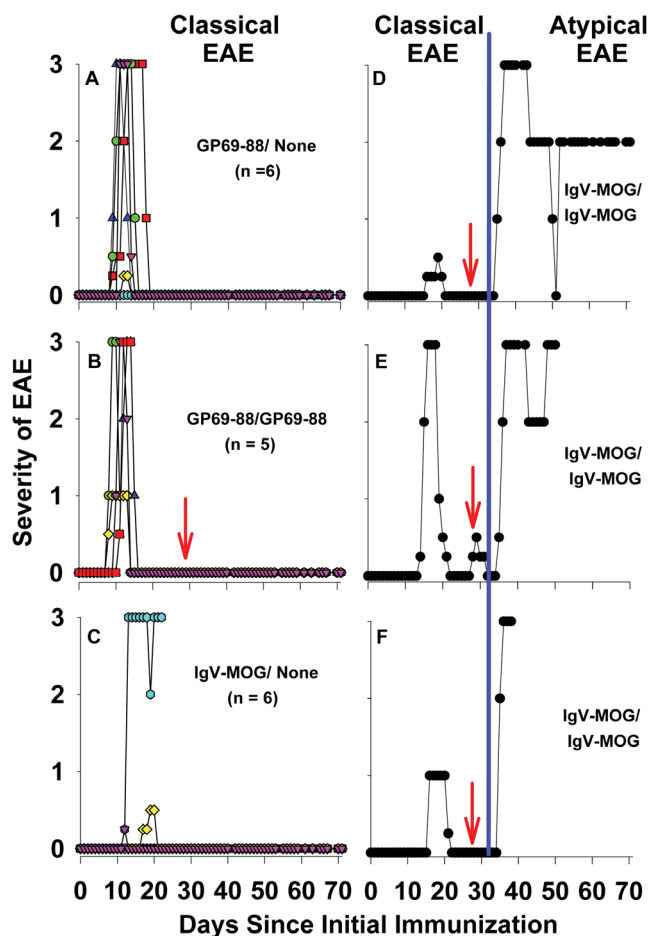 Classical
EAE
Classical
EAE
Atypical
EAE
Severity of EAE
3
2
1
0
A
GP69-88/ None
(n =6)
D
IgV-MOG/
IgV-MOG
3
2
1
0
B
GP69-88/GP69-88
(n = 5)
E
IgV-MOG/
IgV-MOG
3
2
1
0
C
IgV-MOG/ None
(n = 6)
F
IgV-MOG/
IgV-MOG
0 10 20 30 40 50 60 70
0 10 20 30 40 50 60 70
Days Since Initial Immunization